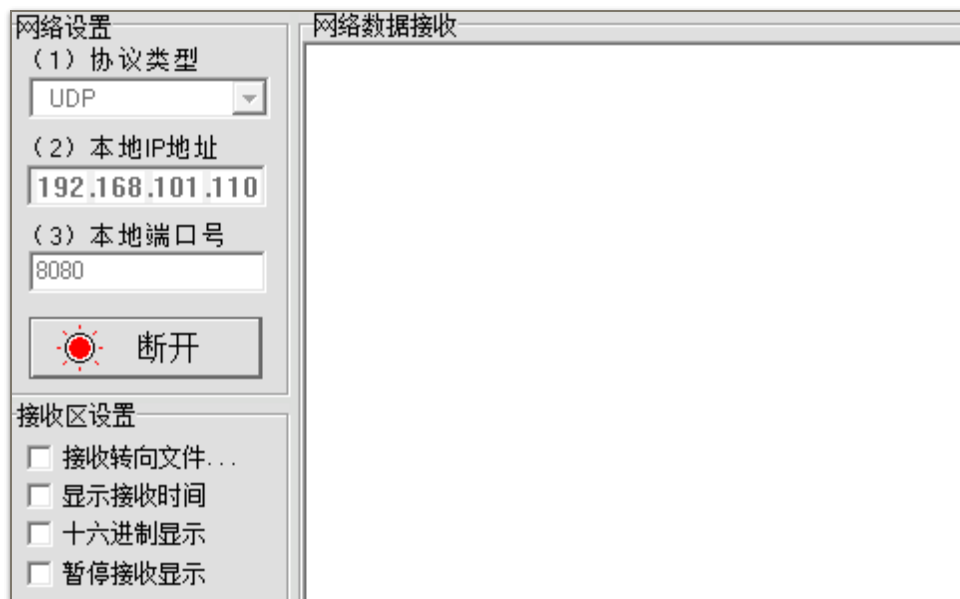 网络设置
（1）协议类型
UDP
（2）本地IP地址
192.168.101.110
（3）本地端口号
8080
断开
接收区设置
接收转向文件...
显示接收时间
十六进制显示
暂停接收显示
网络数据接收